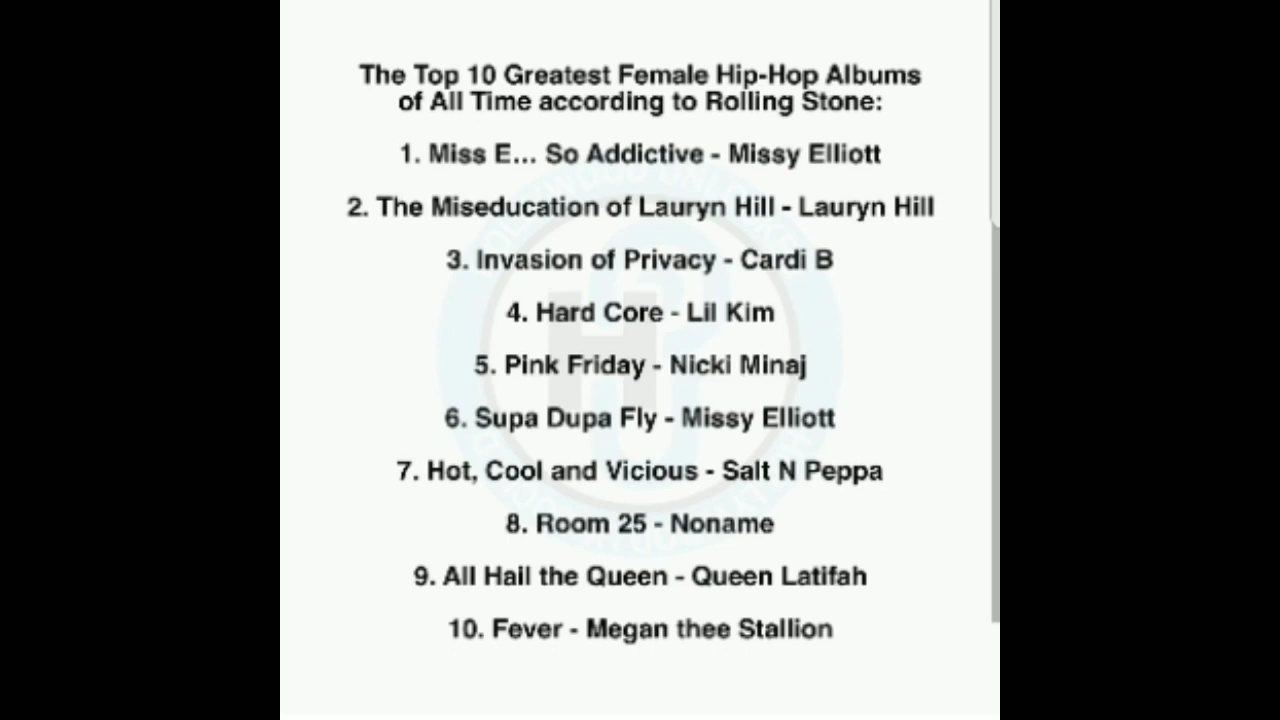 The Top 10 Greatest Female Hip-Hop Albums
of All Time according to Rolling Stone:
1. Miss E... So Addictive - Missy Elliott
2. The Miseducation of Lauryn Hill - Lauryn Hill
3. Invasion of Privacy - Cardi B
4. Hard Core - Lil Kim
5. Pink Friday - Nicki Minaj
6. Supa Dupa Fly - Missy Elliott
7. Hot, Cool and Vicious - Salt N Peppa
8. Room 25 - Noname
9. All Hail the Queen - Queen Latifah
10. Fever - Megan thee Stallion